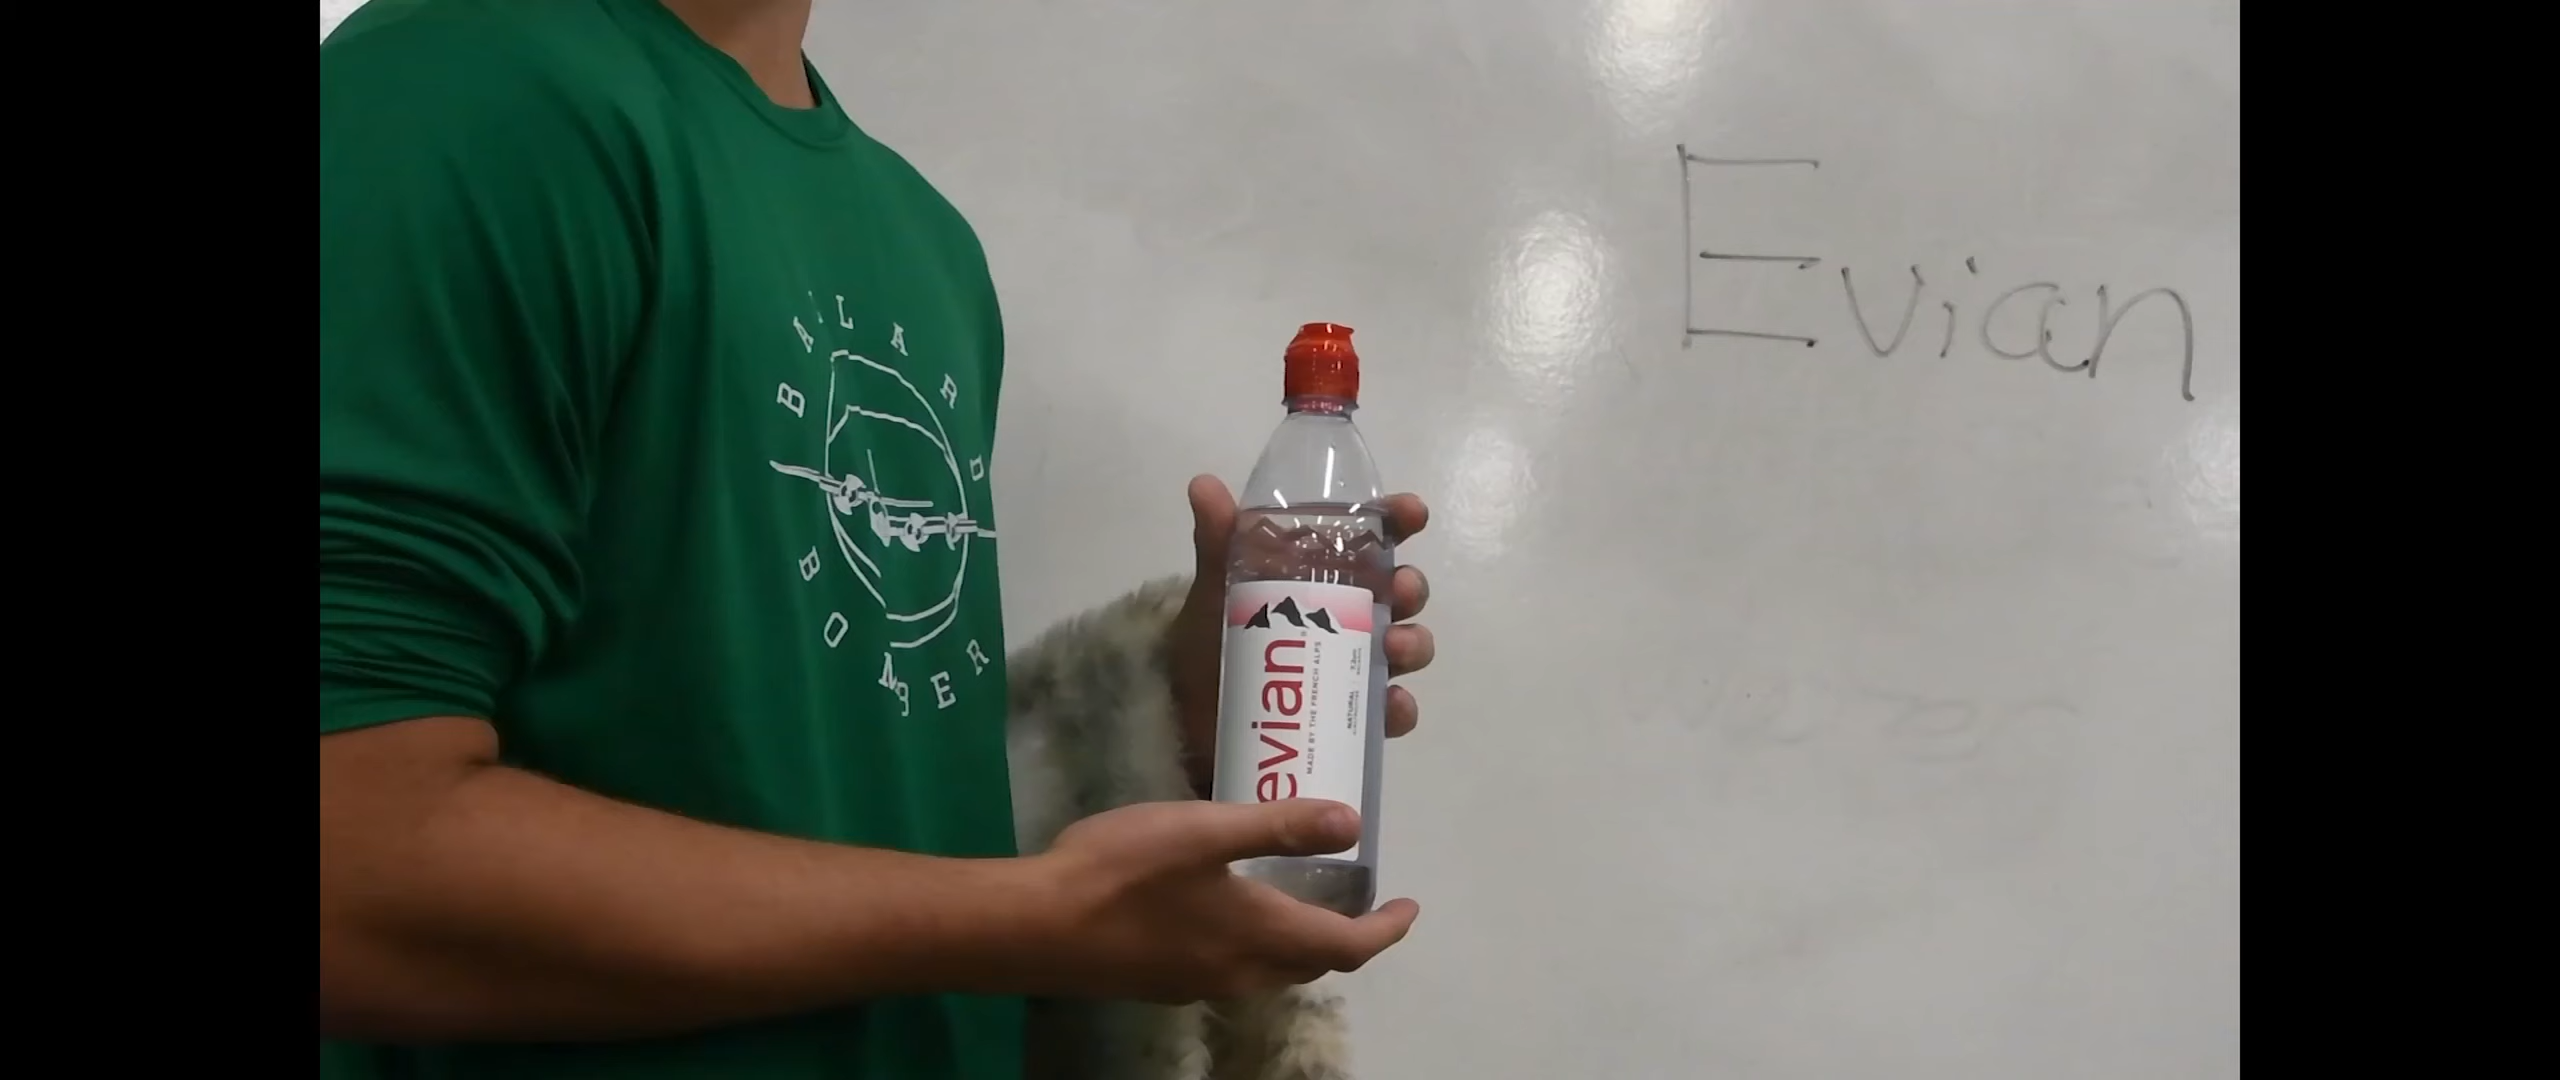 BALLARD
BOMBER
Evian
evian®
MADE BY THE FRENCH ALPS
NATURAL